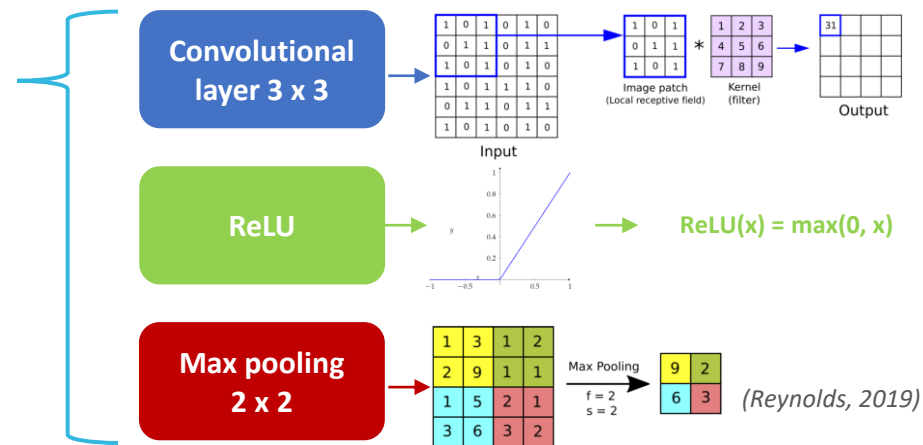 Convolutional
layer 3 x 3
1 0 1 0 1 0
0 1 1 0 1 1
1 0 1 0 1 0
1 0 1 1 1 0
0 1 1 0 1 1
1 0 1 0 1 0
Input
1 0 1
0 1 1
1 0 1
Image patch
(Local receptive field)
*
1 2 3
4 5 6
7 8 9
Kernel
(filter)
31
Output
ReLU
1
0.8
0.6
0.4
0.2
y
x
−1 −0.5 0 0.5 1
ReLU(x) = max(0, x)
Max pooling
2 x 2
1 3 1 2
2 9 1 1
1 5 2 1
3 6 3 2
Max Pooling
f = 2
s = 2
9 2
6 3
(Reynolds, 2019)